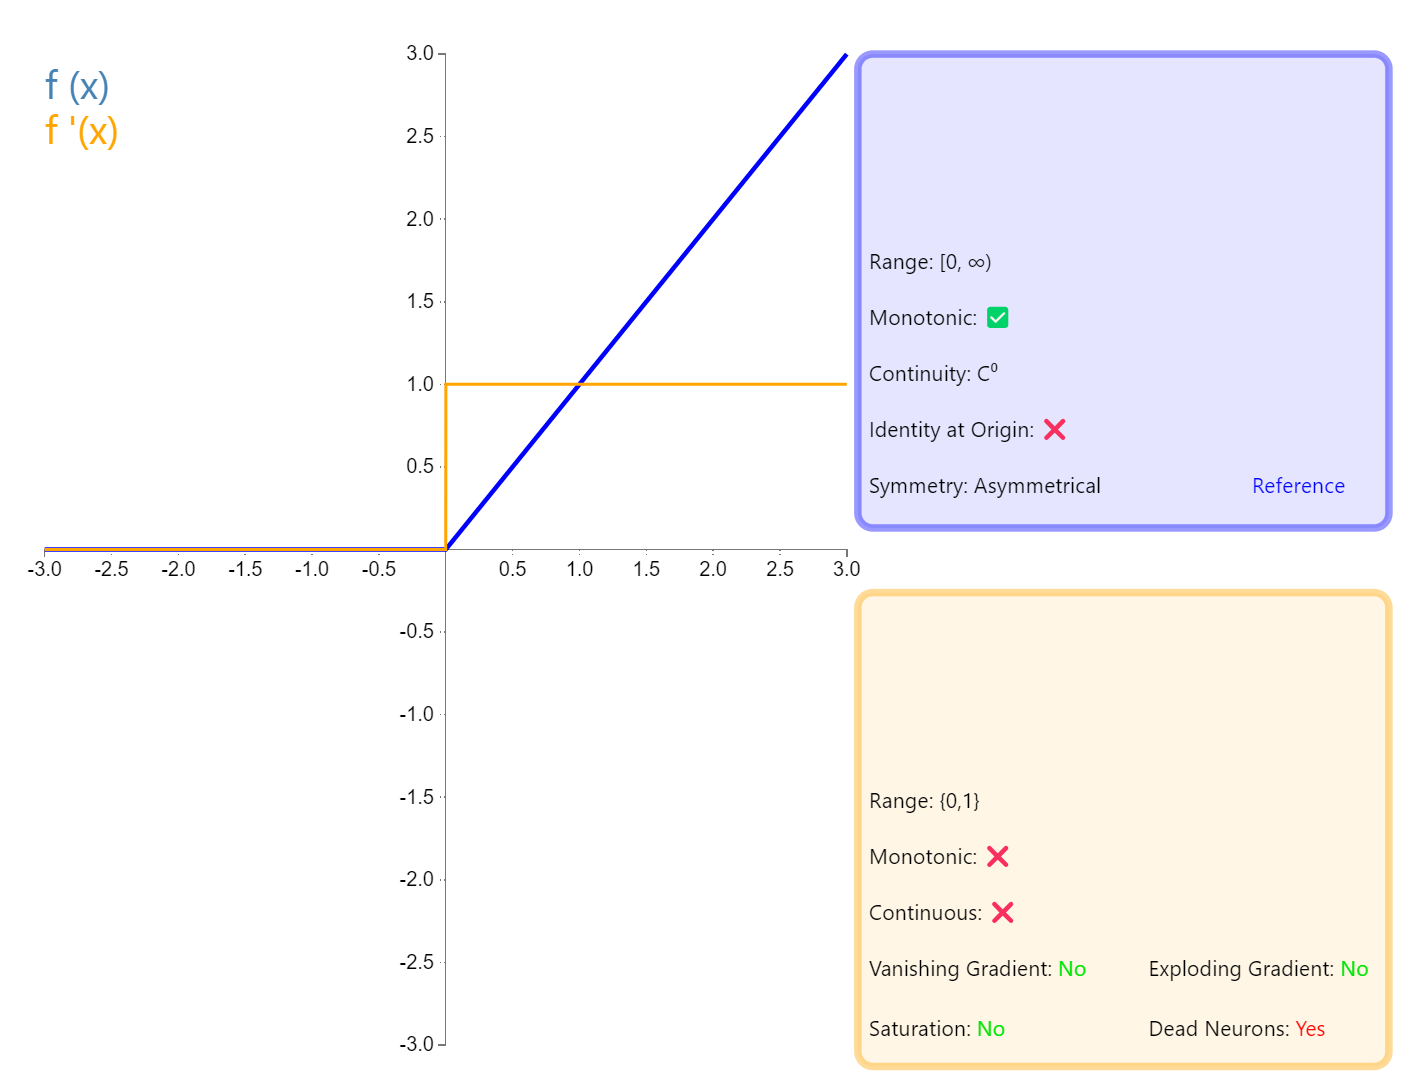 f (x)
f '(x)
3.0
2.5
2.0
1.5
1.0
0.5
-3.0 -2.5 -2.0 -1.5 -1.0 -0.5 0.5 1.0 1.5 2.0 2.5 3.0
-0.5
-1.0
-1.5
-2.0
-2.5
-3.0
Range: [0, ∞)
Monotonic: ✅
Continuity: C⁰
Identity at Origin: ❌
Symmetry: Asymmetrical Reference
Range: {0,1}
Monotonic: ❌
Continuous: ❌
Vanishing Gradient: No Exploding Gradient: No
Saturation: No Dead Neurons: Yes